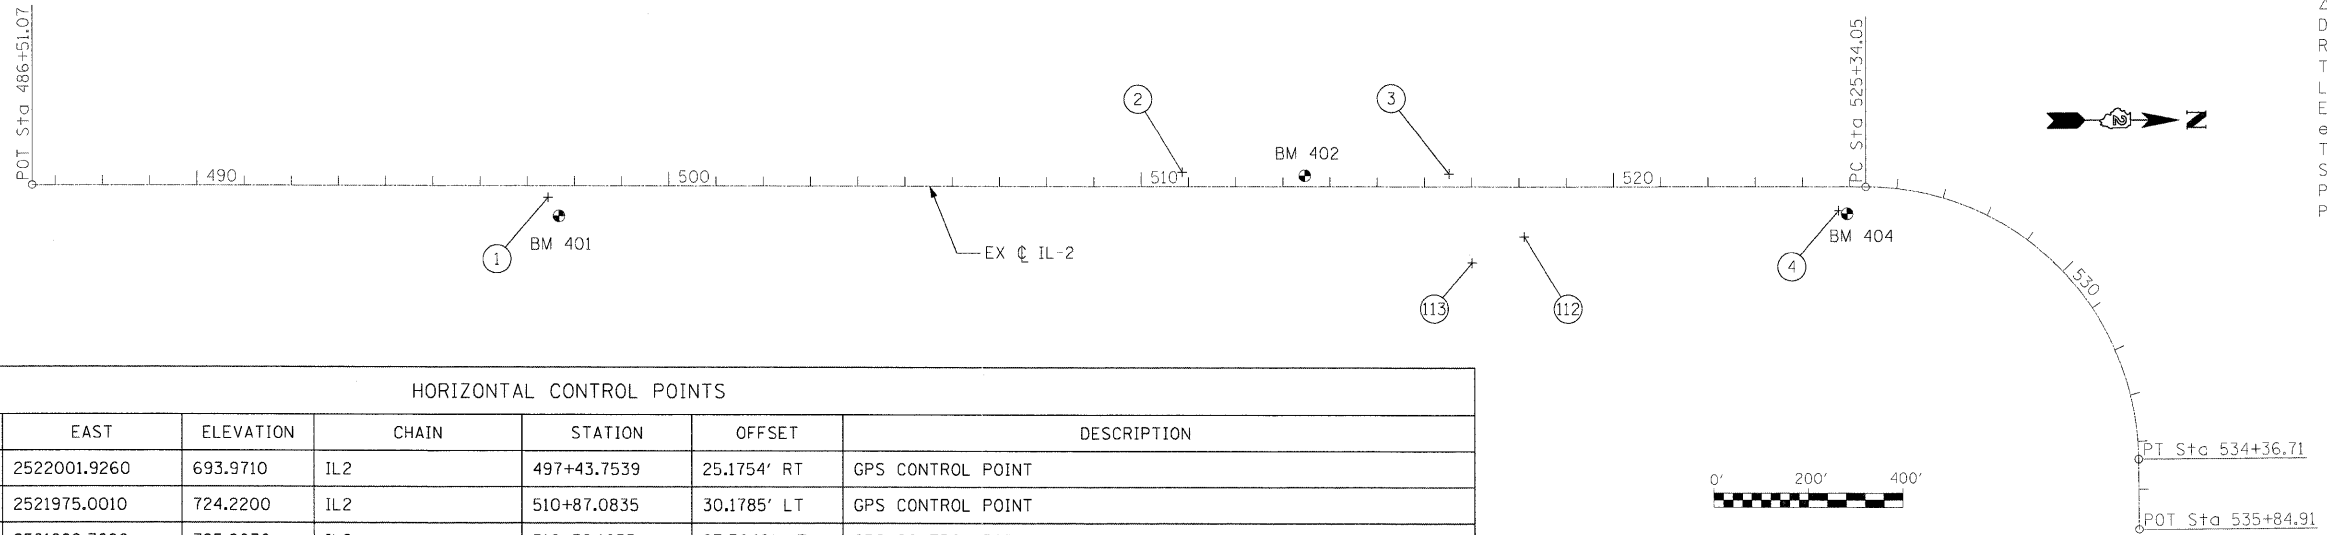 POT Sta 486+51.07
490
500
510
520
530
1
2
3
4
112
113
BM 401
BM 402
BM 404
EX ℄ IL-2
PC Sta 525+34.05
2
N
D
R
T
L
E
e
T
S
P
P
PT Sta 534+36.71
POT Sta 535+84.91
0' 200' 400'
HORIZONTAL CONTROL POINTS
EAST ELEVATION CHAIN STATION OFFSET DESCRIPTION
2522001.9260 693.9710 IL2 497+43.7539 25.1754' RT GPS CONTROL POINT
2521975.0010 724.2200 IL2 510+87.0835 30.1785' LT GPS CONTROL POINT